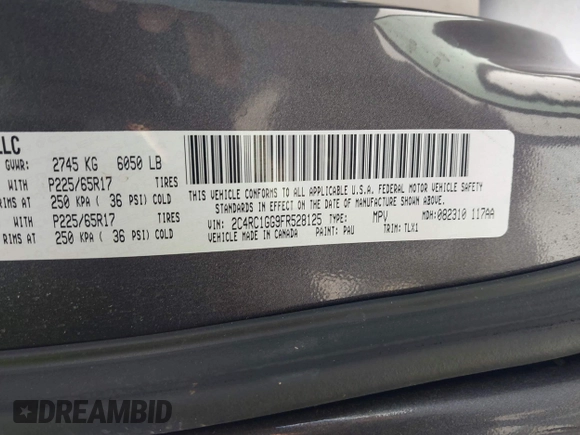 LLC
GVWR: 2745 KG 6050 LB
WITH P225/65R17 TIRES
RIMS AT 250 KPA ( 36 PSI) COLD
WITH P225/65R17 TIRES
RIMS AT 250 KPA ( 36 PSI) COLD
THIS VEHICLE CONFORMS TO ALL APPLICABLE U.S.A. FEDERAL MOTOR VEHICLE SAFETY
STANDARDS IN EFFECT ON THE DATE OF MANUFACTURE SHOWN ABOVE.
VIN: 2C4RC1GG9FR528125 TYPE: MPV MDH: 082310 117AA
VEHICLE MADE IN CANADA PAINT: PAU TRIM: TLX1
DREAMBID